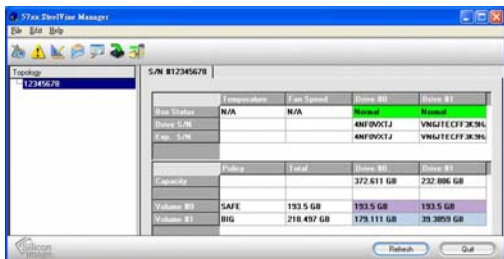 57xx SteelVine Manager
File Edit Help
Topology
12345678
S/N #12345678
Temperature Fan Speed Drive #0 Drive #1
Box Status N/A N/A Normal Normal
Drive S/N 4NF0VXTJ
Exp. S/N 4NF0VXTJ
Policy Total Drive #0 Drive #1
Capacity 372.611 GB 232.886 GB
Volume #0 SAFE 193.5 GB 193.5 GB 193.5 GB
Volume #1 BIG 218.497 GB 179.111 GB 39.3859 GB
Silicon Image
Refresh Quit